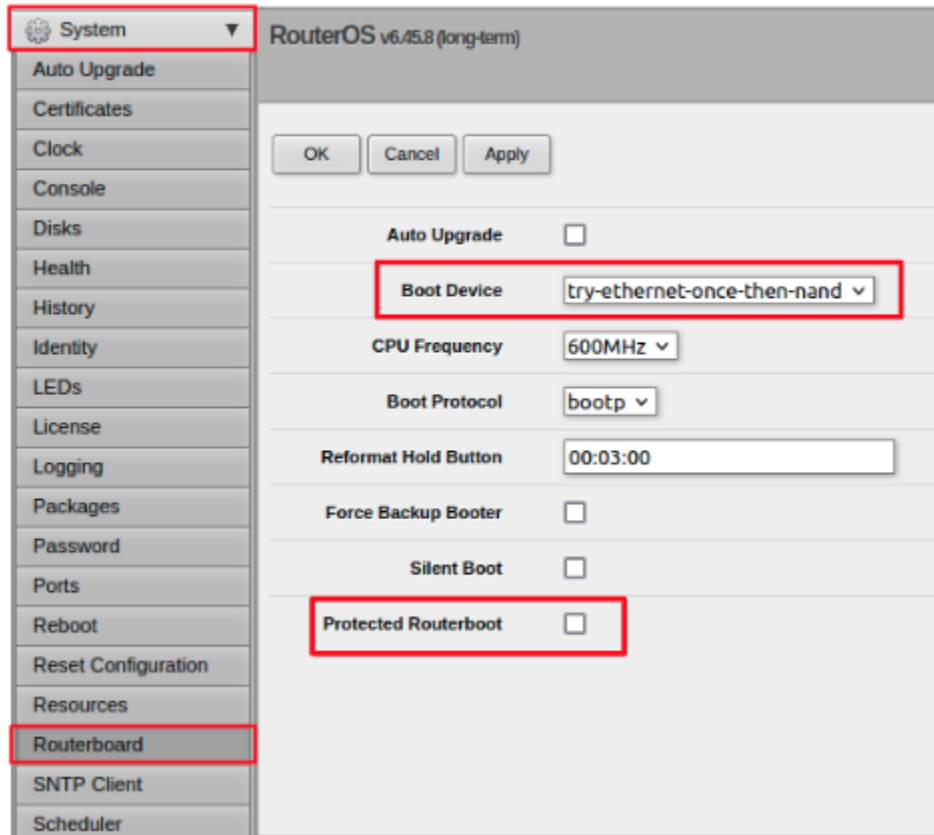 System ▼
Auto Upgrade
Certificates
Clock
Console
Disks
Health
History
Identity
LEDs
License
Logging
Packages
Password
Ports
Reboot
Reset Configuration
Resources
Routerboard
SNTP Client
Scheduler
RouterOS v6.45.8 (long-term)
OK Cancel Apply
Auto Upgrade
Boot Device try-ethernet-once-then-nand
CPU Frequency 600MHz
Boot Protocol bootp
Reformat Hold Button 00:03:00
Force Backup Booter
Silent Boot
Protected Routerboot